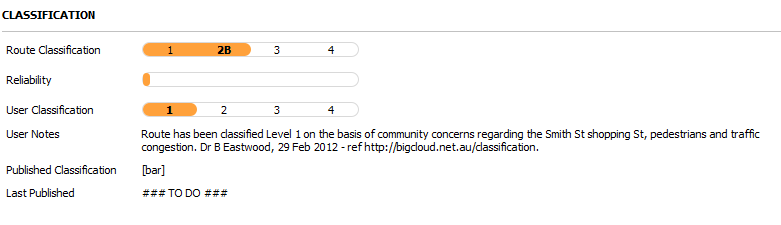 CLASSIFICATION
Route Classification 1 2B 3 4
Reliability
User Classification 1 2 3 4
User Notes Route has been classified Level 1 on the basis of community concerns regarding the Smith St shopping St, pedestrians and traffic
congestion. Dr B Eastwood, 29 Feb 2012 - ref http://bigcloud.net.au/classification.
Published Classification [bar]
Last Published ### TO DO ###